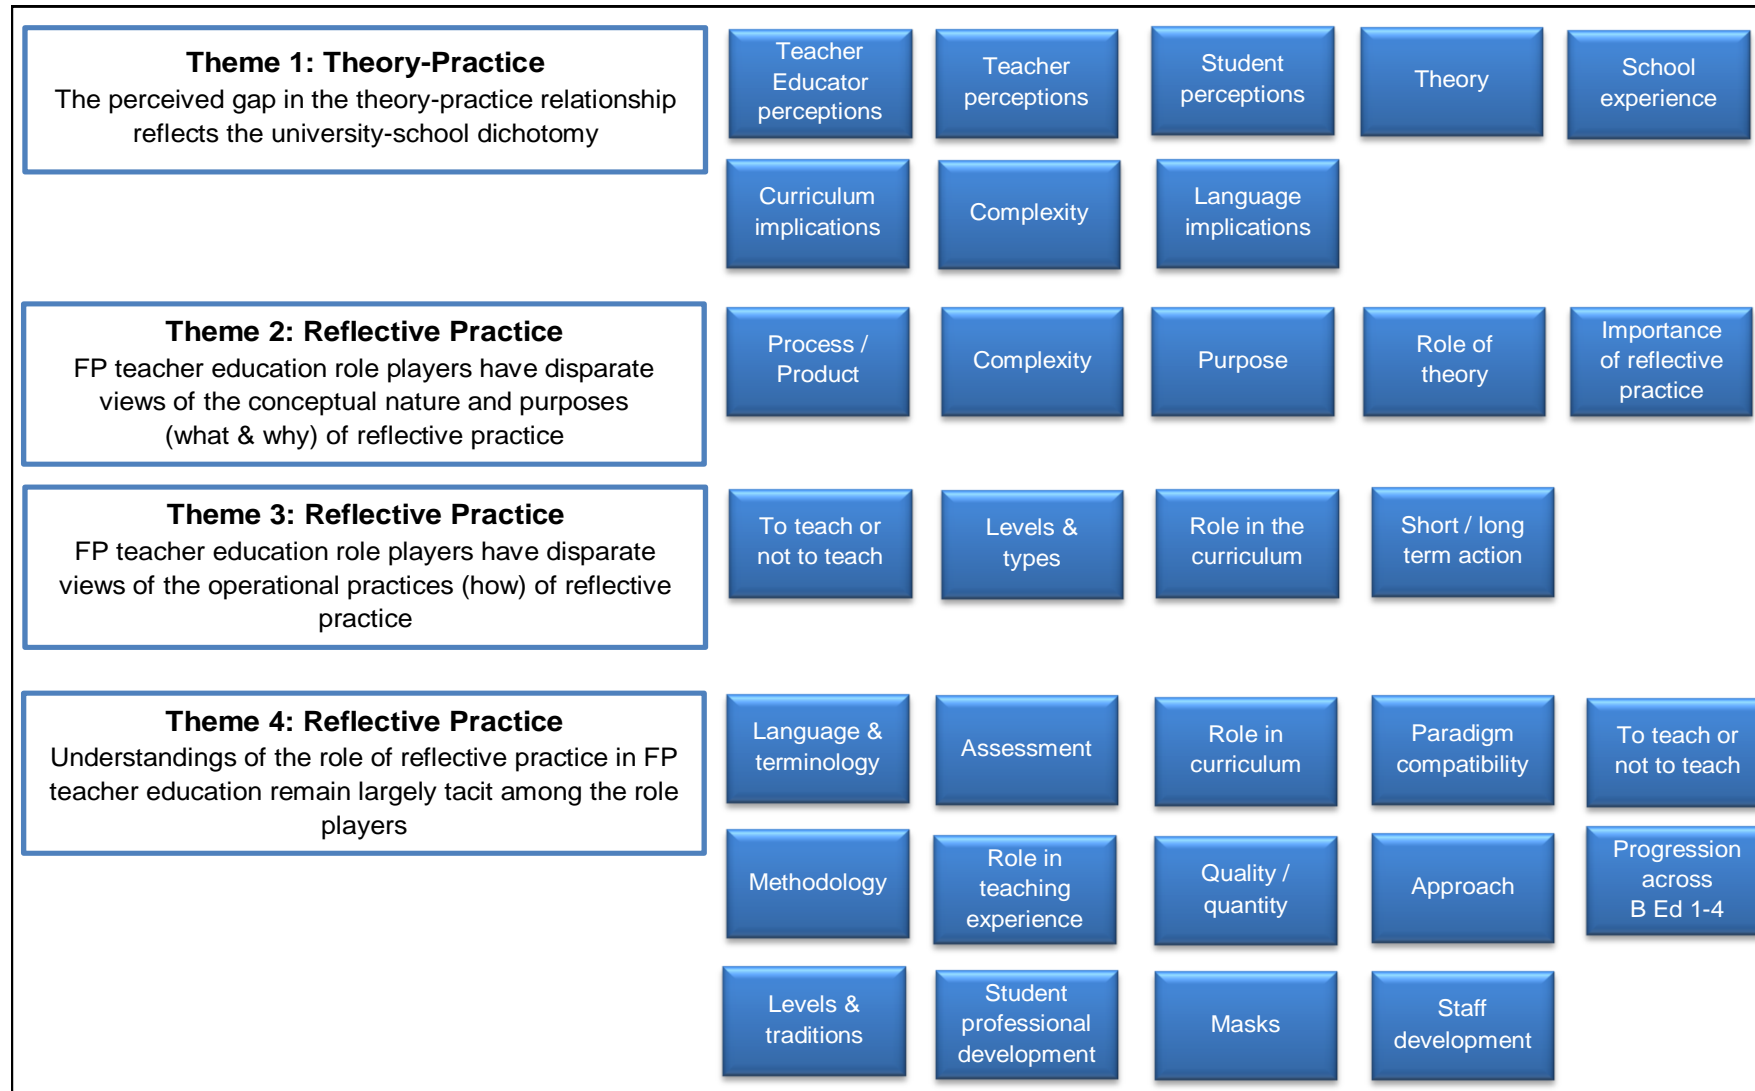 Theme 1: Theory-Practice
The perceived gap in the theory-practice relationship
reflects the university-school dichotomy
Teacher
Educator
perceptions
Teacher
perceptions
Student
perceptions
Theory
School
experience
Curriculum
implications
Complexity
Language
implications
Theme 2: Reflective Practice
FP teacher education role players have disparate
views of the conceptual nature and purposes
(what & why) of reflective practice
Process /
Product
Complexity
Purpose
Role of
theory
Importance
of reflective
practice
Theme 3: Reflective Practice
FP teacher education role players have disparate
views of the operational practices (how) of reflective
practice
To teach or
not to teach
Levels &
types
Role in the
curriculum
Short / long
term action
Theme 4: Reflective Practice
Understandings of the role of reflective practice in FP
teacher education remain largely tacit among the role
players
Language &
terminology
Assessment
Role in
curriculum
Paradigm
compatibility
To teach or
not to teach
Methodology
Role in
teaching
experience
Quality /
quantity
Approach
Progression
across
B Ed 1-4
Levels &
traditions
Student
professional
development
Masks
Staff
development